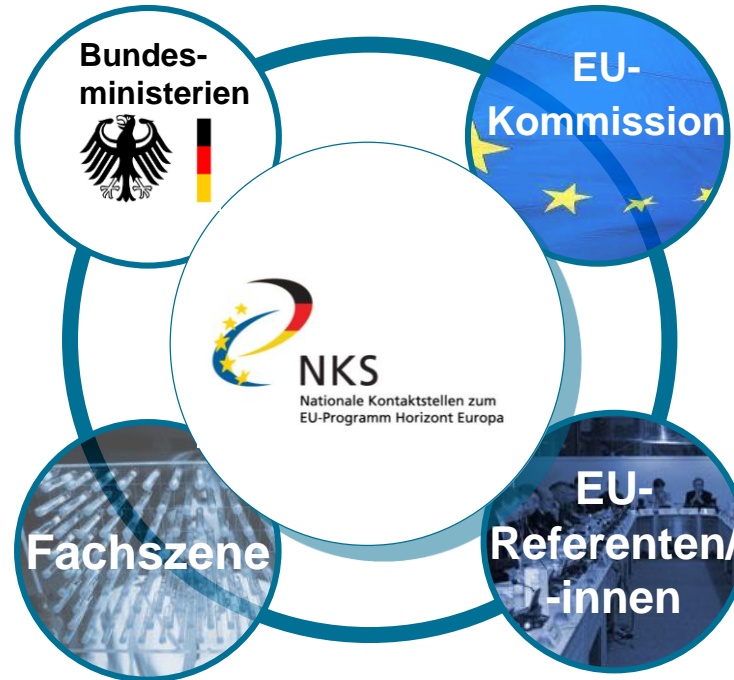 Bundes-
ministerien
EU-
Kommission
NKS
Nationale Kontaktstellen zum
EU-Programm Horizont Europa
Fachszene
EU-
Referenten/
-innen